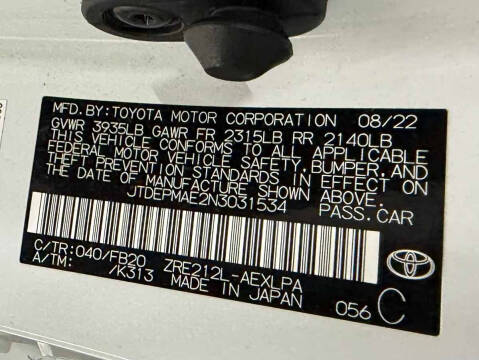 MFD. BY: TOYOTA MOTOR CORPORATION 08/22
GVWR 3935LB GAWR FR 2315LB RR 2140LB
THIS VEHICLE CONFORMS TO ALL APPLICABLE
FEDERAL MOTOR VEHICLE SAFETY, BUMPER, AND
THEFT PREVENTION STANDARDS IN EFFECT ON
THE DATE OF MANUFACTURE SHOWN ABOVE.
JTDEPMAE2N3031534 PASS. CAR
C/TR: 040/FB20 ZRE212L-AEXLPA
A/TM: /K313 MADE IN JAPAN 056 C